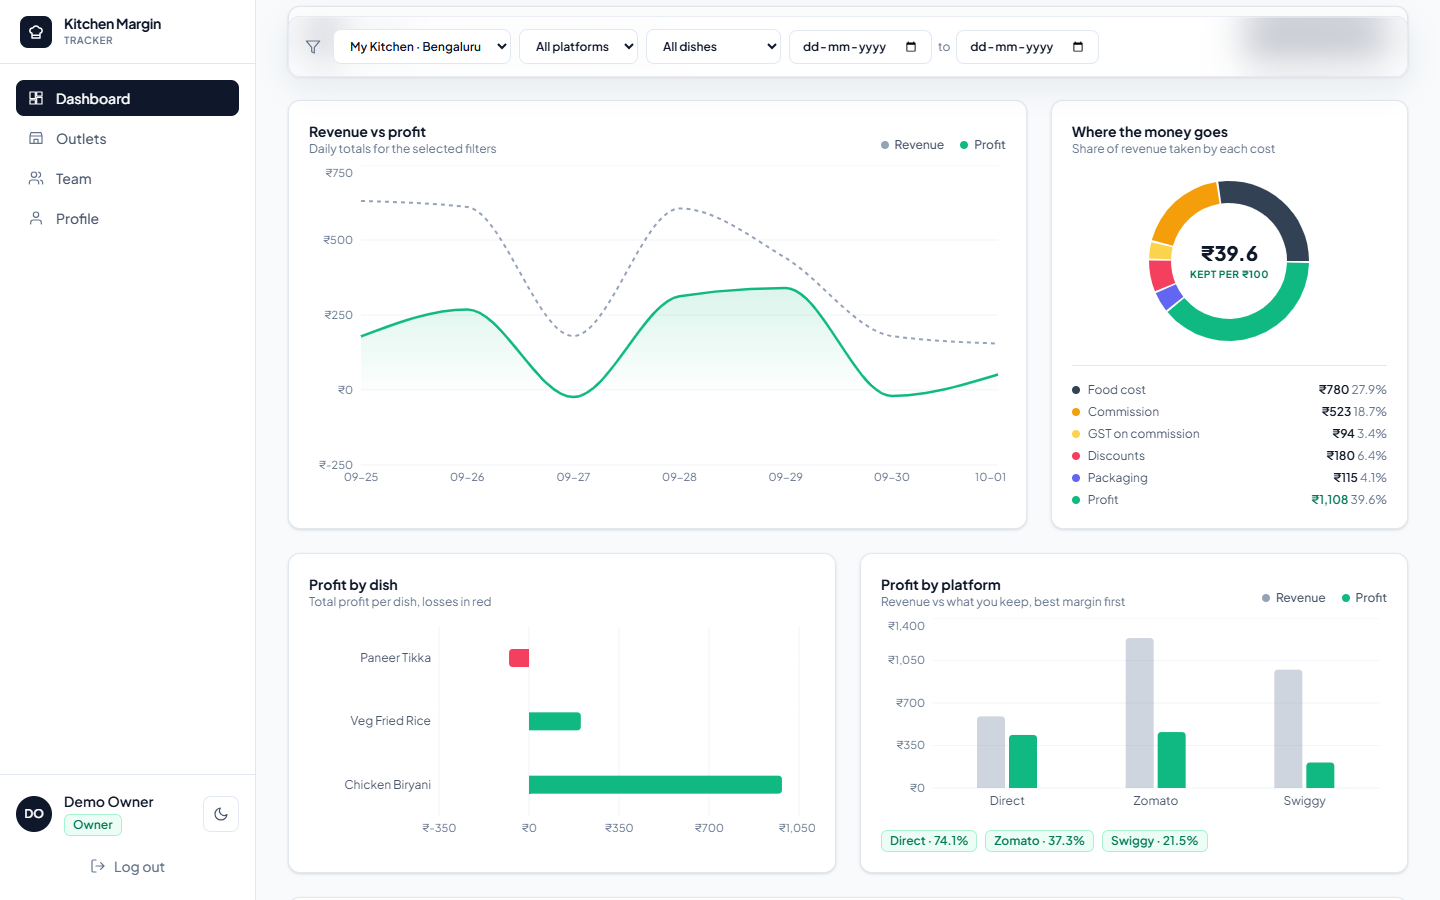 Kitchen Margin
TRACKER
Dashboard
Outlets
Team
Profile
Demo Owner
DO
Owner
Log out
My Kitchen · Bengaluru
All platforms
All dishes
dd-mm-yyyy
to
dd-mm-yyyy
Revenue vs profit
Daily totals for the selected filters
Revenue
Profit
₹750
₹500
₹250
₹0
₹-250
09-25
09-26
09-27
09-28
09-29
09-30
10-01
Where the money goes
Share of revenue taken by each cost
₹39.6
KEPT PER ₹100
Food cost ₹780 27.9%
Commission ₹523 18.7%
GST on commission ₹94 3.4%
Discounts ₹180 6.4%
Packaging ₹115 4.1%
Profit ₹1,108 39.6%
Profit by dish
Total profit per dish, losses in red
Paneer Tikka
Veg Fried Rice
Chicken Biryani
₹-350
₹0
₹350
₹700
₹1,050
Profit by platform
Revenue vs what you keep, best margin first
Revenue
Profit
₹1,400
₹1,050
₹700
₹350
₹0
Direct
Zomato
Swiggy
Direct · 74.1%
Zomato · 37.3%
Swiggy · 21.5%